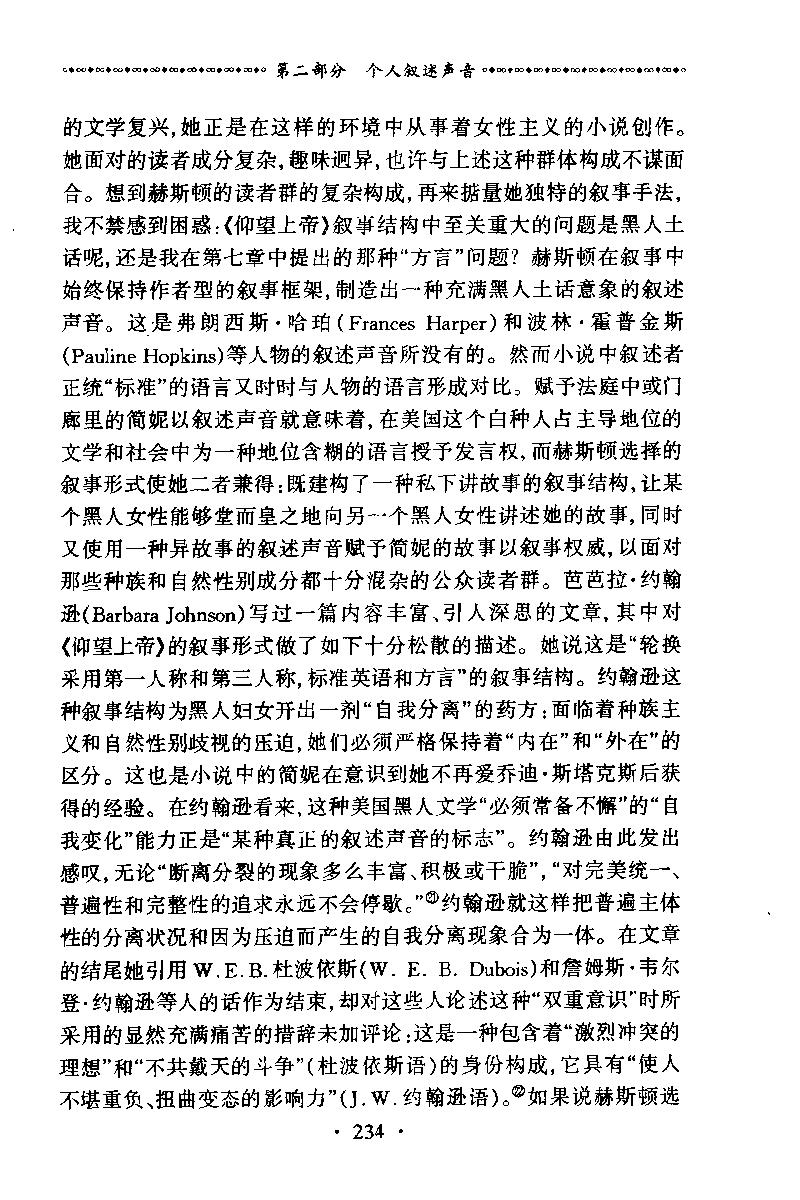 第二部分 个人叙述声音
的文学复兴,她正是在这样的环境中从事着女性主义的小说创作。
她面对的读者成分复杂,趣味迥异,也许与上述这种群体构成不谋面
合。想到赫斯顿的读者群的复杂构成,再来掂量她独特的叙事手法,
我不禁感到困惑:《仰望上帝》叙事结构中至关重大的问题是黑人土
话呢,还是我在第七章中提出的那种“方言”问题?赫斯顿在叙事中
始终保持作者型的叙事框架,制造出一种充满黑人土话意象的叙述
声音。这是弗朗西斯·哈珀(Frances Harper)和波林·霍普金斯
(Pauline Hopkins)等人物的叙述声音所没有的。然而小说中叙述者
正统“标准”的语言又时时与人物的语言形成对比。赋予法庭中或门
廊里的简妮以叙述声音就意味着,在美国这个白种人占主导地位的
文学和社会中为一种地位含糊的语言授予发言权,而赫斯顿选择的
叙事形式使她二者兼得:既建构了一种私下讲故事的叙事结构,让某
个黑人女性能够堂而皇之地向另一个黑人女性讲述她的故事,同时
又使用一种异故事的叙述声音赋予简妮的故事以叙事权威,以面对
那些种族和自然性别成分都十分混杂的公众读者群。芭芭拉·约翰
逊(Barbara Johnson)写过一篇内容丰富、引人深思的文章,其中对
《仰望上帝》的叙事形式做了如下十分松散的描述。她说这是“轮换
采用第一人称和第三人称,标准英语和方言”的叙事结构。约翰逊这
种叙事结构为黑人妇女开出一剂“自我分离”的药方:面临着种族主
义和自然性别歧视的压迫,她们必须严格保持着“内在”和“外在”的
区分。这也是小说中的简妮在意识到她不再爱乔迪·斯塔克斯后获
得的经验。在约翰逊看来,这种美国黑人文学“必须常备不懈”的“自
我变化”能力正是“某种真正的叙述声音的标志”。约翰逊由此发出
感叹,无论“断离分裂的现象多么丰富、积极或干脆”,“对完美统一、
普遍性和完整性的追求永远不会停歇。”㉑约翰逊就这样把普遍主体
性的分离状况和因为压迫而产生的自我分离现象合为一体。在文章
的结尾她引用 W.E.B.杜波依斯(W. E. B. Dubois)和詹姆斯·韦尔
登·约翰逊等人的话作为结束,却对这些人论述这种“双重意识”时所
采用的显然充满痛苦的措辞未加评论:这是一种包含着“激烈冲突的
理想”和“不共戴天的斗争”(杜波依斯语)的身份构成,它具有“使人
不堪重负、扭曲变态的影响力”(J.W.约翰逊语)。㉒如果说赫斯顿选
· 234 ·